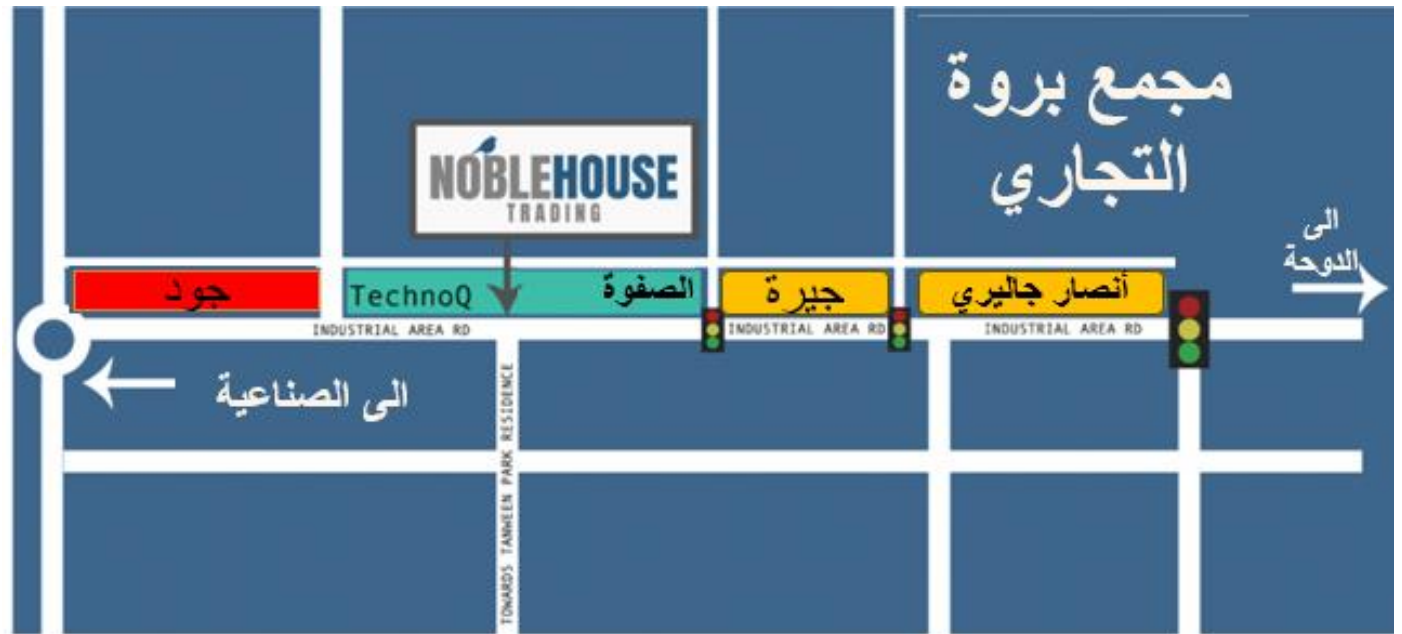 مجمع بروة
التجاري
NOBLEHOUSE
TRADING
الى
الدوحة
جود
TechnoQ
الصفوة
جيرة
أنصار جاليري
INDUSTRIAL AREA RD
INDUSTRIAL AREA RD
INDUSTRIAL AREA RD
الى الصناعية
TOWARDS TANWEEN PARK RESIDENCE